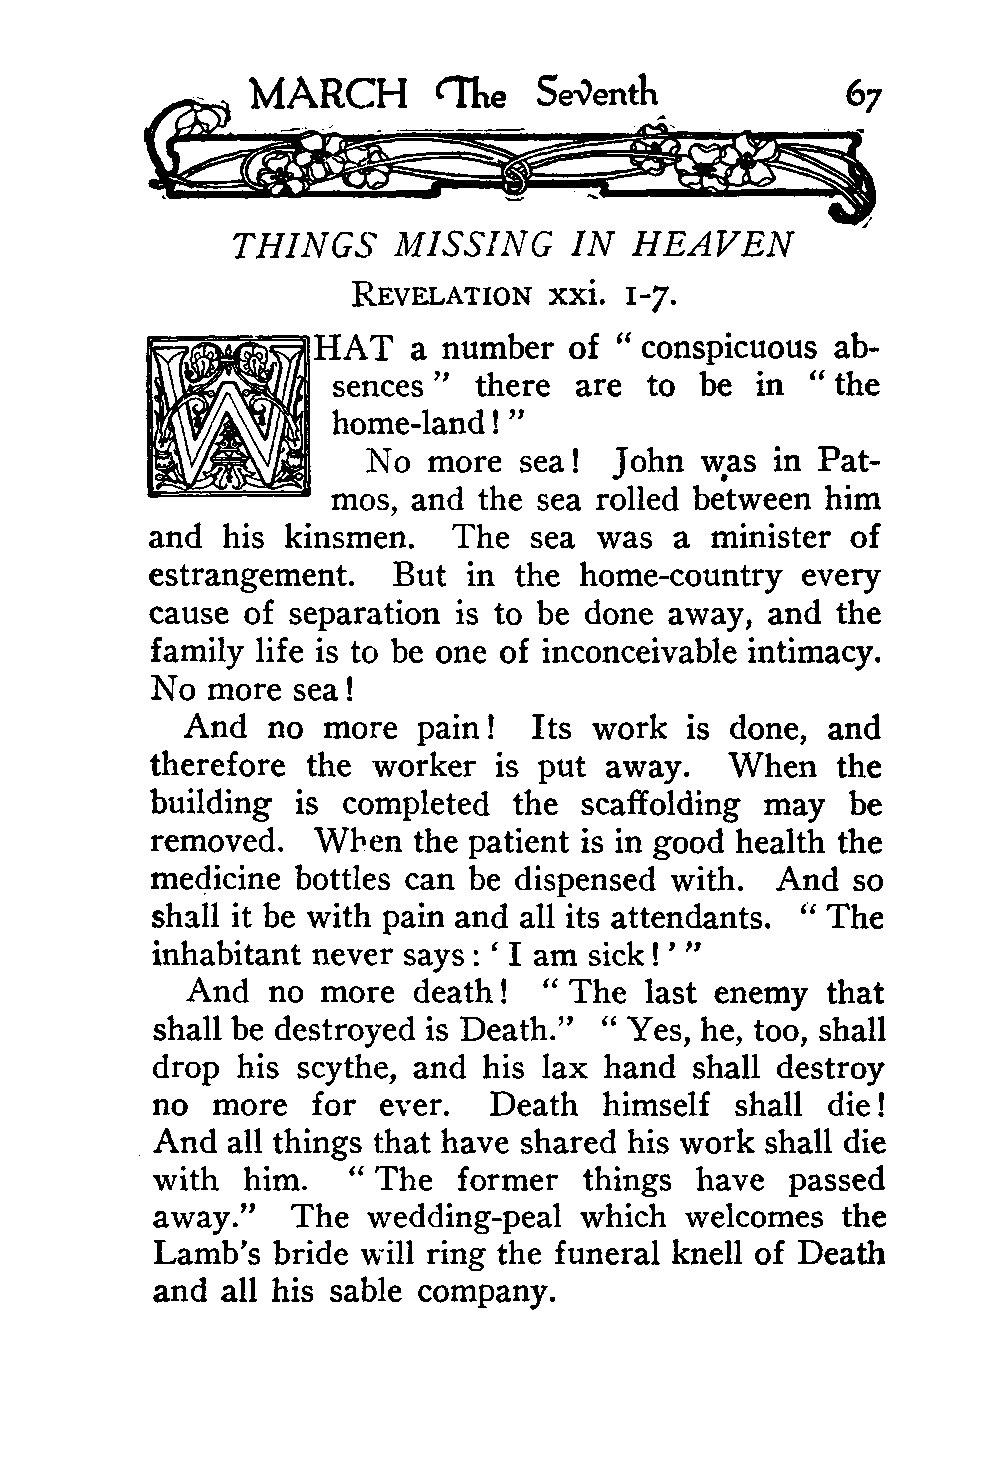 MARCH The Seventh 67
THINGS MISSING IN HEAVEN
REVELATION xxi. 1-7.
WHAT a number of “conspicuous ab-
sences” there are to be in “the
home-land!”
No more sea! John was in Pat-
mos, and the sea rolled between him
and his kinsmen. The sea was a minister of
estrangement. But in the home-country every
cause of separation is to be done away, and the
family life is to be one of inconceivable intimacy.
No more sea!
And no more pain! Its work is done, and
therefore the worker is put away. When the
building is completed the scaffolding may be
removed. When the patient is in good health the
medicine bottles can be dispensed with. And so
shall it be with pain and all its attendants. “The
inhabitant never says: ‘I am sick!’”
And no more death! “The last enemy that
shall be destroyed is Death.” “Yes, he, too, shall
drop his scythe, and his lax hand shall destroy
no more for ever. Death himself shall die!
And all things that have shared his work shall die
with him. “The former things have passed
away.” The wedding-peal which welcomes the
Lamb’s bride will ring the funeral knell of Death
and all his sable company.